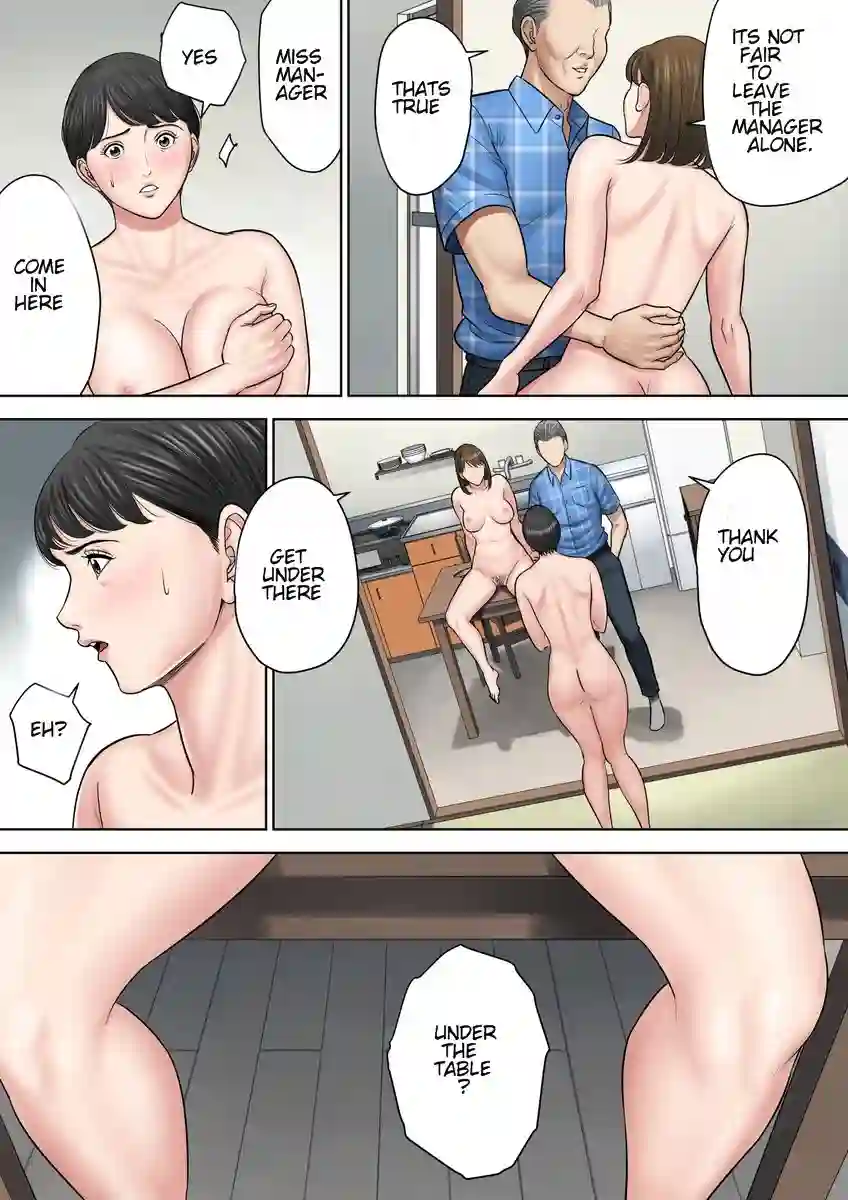 ITS NOT
FAIR
TO
LEAVE
THE
MANAGER
ALONE.
THATS
TRUE
MISS
MAN-
AGER
YES
COME
IN
HERE
THANK
YOU
GET
UNDER
THERE
EH?
UNDER
THE
TABLE
?